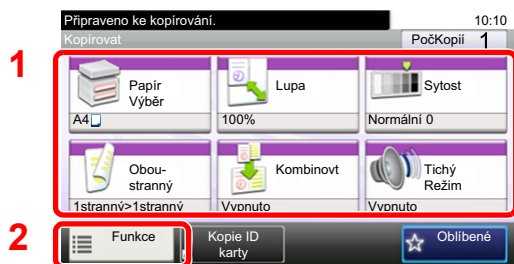 Připraveno ke kopírování.
10:10
Kopírovat
PočKopií 1
1
Papír
Výběr
A4
Lupa
100%
Sytost
Normální 0
Obou-
stranný
1stranný>1stranný
Kombinovt
Vypnuto
Tichý
Režim
Vypnuto
2
Funkce
Kopie ID
karty
Oblíbené